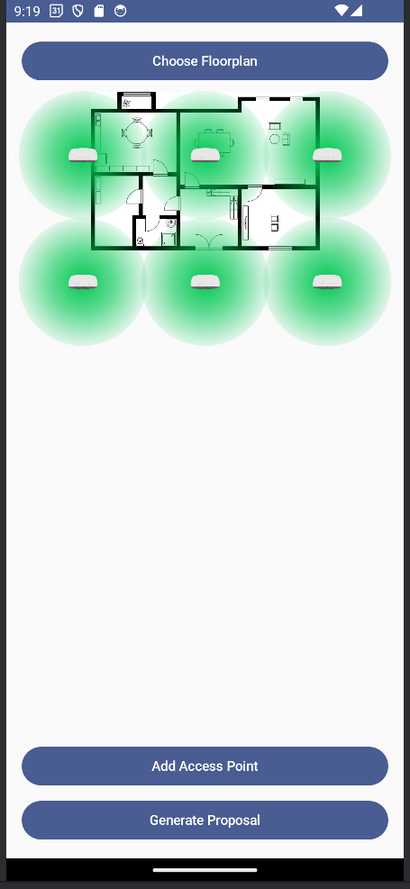 9:19
31
Choose Floorplan
Add Access Point
Generate Proposal